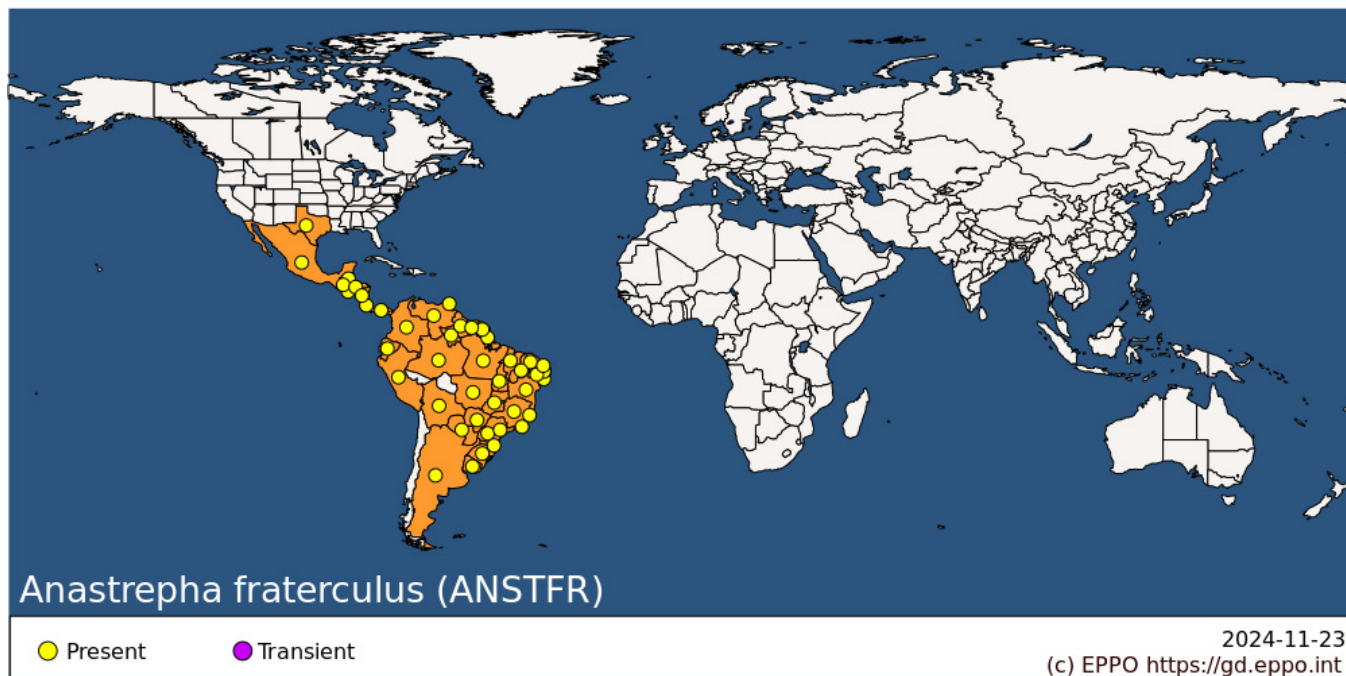 Anastrepha fraterculus (ANSTFR)
Present
Transient
2024-11-23
(c) EPPO https://gd.eppo.int